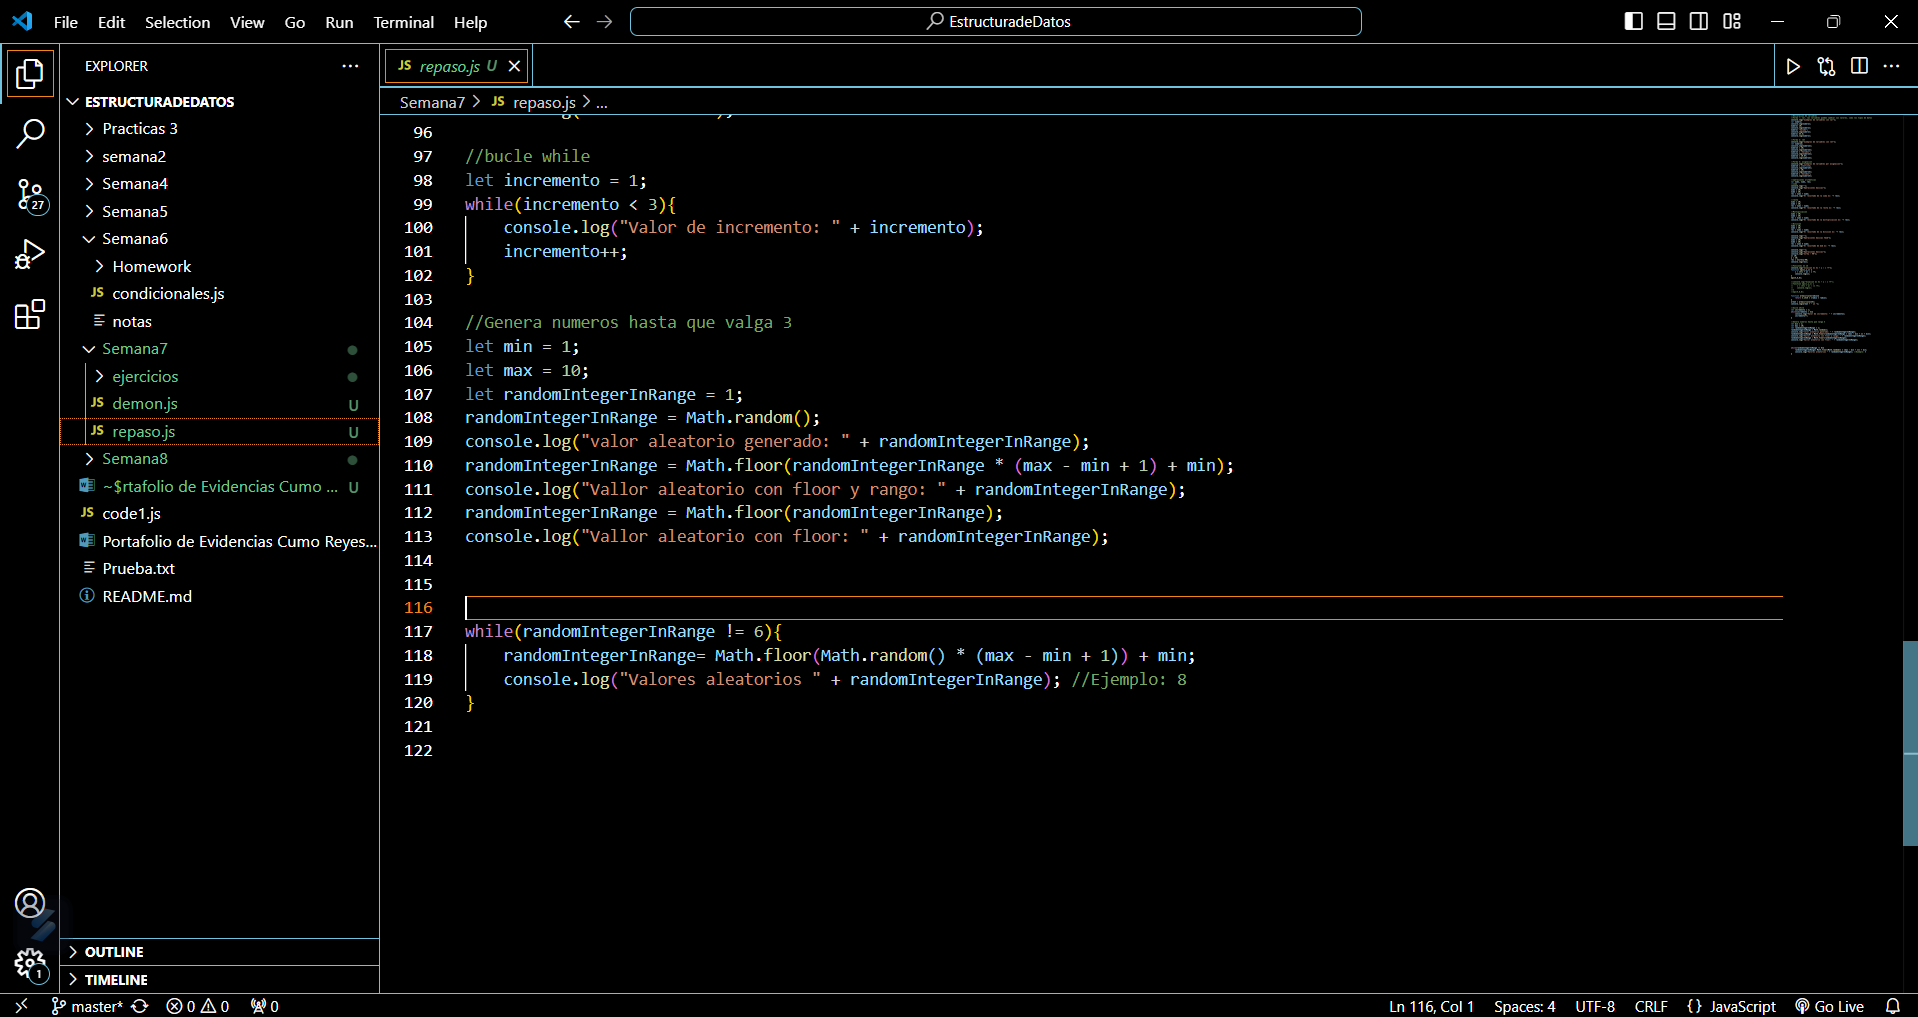 File Edit Selection View Go Run Terminal Help
EstructuradeDatos
EXPLORER
ESTRUCTURADEDATOS
Practicas 3
semana2
Semana4
Semana5
Semana6
Homework
condicionales.js
notas
Semana7
ejercicios
demon.js U
repaso.js U
Semana8
~$rtafolio de Evidencias Cumo ... U
code1.js
Portafolio de Evidencias Cumo Reyes...
Prueba.txt
README.md
OUTLINE
TIMELINE
27
1
JS repaso.js U
Semana7 > JS repaso.js > ...
96
97 //bucle while
98 let incremento = 1;
99 while(incremento < 3){
100 console.log("Valor de incremento: " + incremento);
101 incremento++;
102 }
103
104 //Genera numeros hasta que valga 3
105 let min = 1;
106 let max = 10;
107 let randomIntegerInRange = 1;
108 randomIntegerInRange = Math.random();
109 console.log("valor aleatorio generado: " + randomIntegerInRange);
110 randomIntegerInRange = Math.floor(randomIntegerInRange * (max - min + 1) + min);
111 console.log("Vallor aleatorio con floor y rango: " + randomIntegerInRange);
112 randomIntegerInRange = Math.floor(randomIntegerInRange);
113 console.log("Vallor aleatorio con floor: " + randomIntegerInRange);
114
115
116
117 while(randomIntegerInRange != 6){
118 randomIntegerInRange= Math.floor(Math.random() * (max - min + 1)) + min;
119 console.log("Valores aleatorios " + randomIntegerInRange); //Ejemplo: 8
120 }
121
122
master* 0 0 0
Ln 116, Col 1 Spaces: 4 UTF-8 CRLF {} JavaScript Go Live